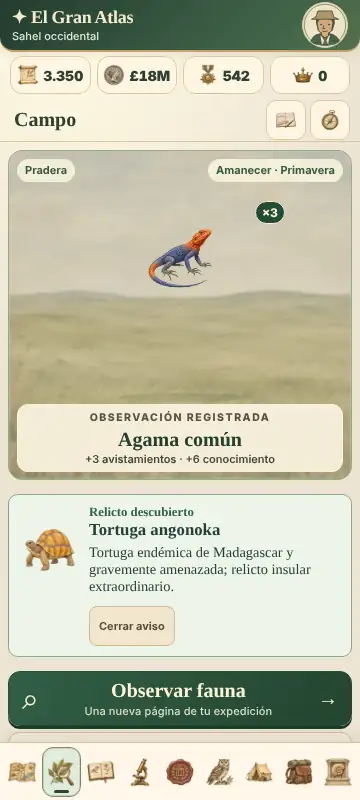 ✦ El Gran Atlas
Sahel occidental
3.350
£18M
542
0
Campo
Pradera
Amanecer · Primavera
×3
OBSERVACIÓN REGISTRADA
Agama común
+3 avistamientos · +6 conocimiento
Relicto descubierto
Tortuga angonoka
Tortuga endémica de Madagascar y
gravemente amenazada; relicto insular
extraordinario.
Cerrar aviso
Observar fauna
Una nueva página de tu expedición
→